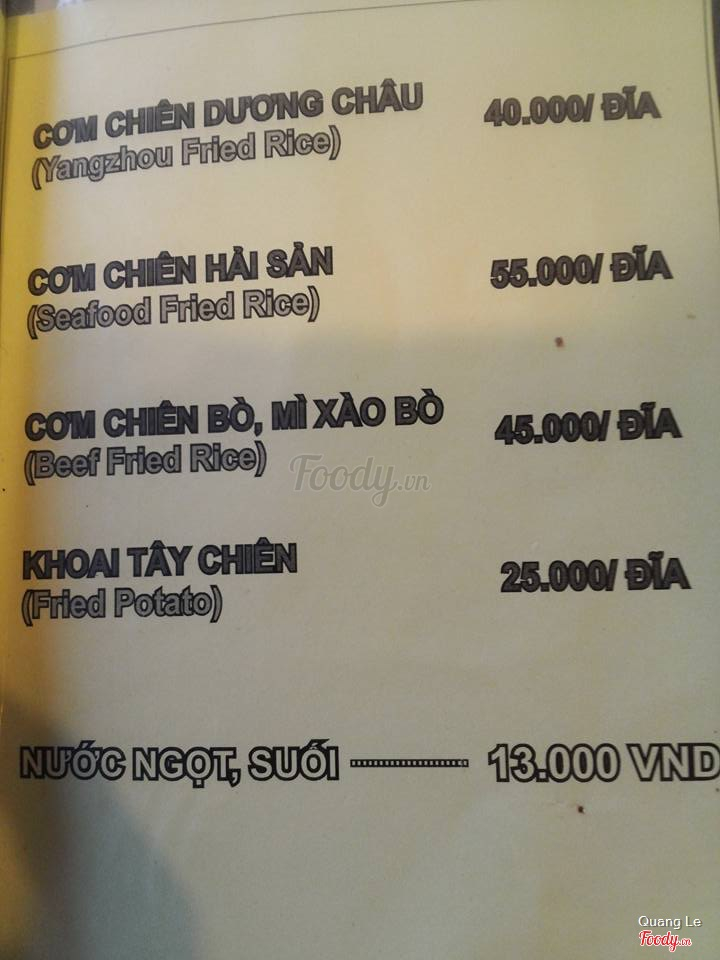 CƠM CHIÊN DƯƠNG CHÂU 40.000/ ĐĨA
(Yangzhou Fried Rice)
CƠM CHIÊN HẢI SẢN 55.000/ ĐĨA
(Seafood Fried Rice)
CƠM CHIÊN BÒ, MÌ XÀO BÒ 45.000/ ĐĨA
(Beef Fried Rice)
Foody.vn
KHOAI TÂY CHIÊN 25.000/ ĐĨA
(Fried Potato)
NƯỚC NGỌT, SUỐI ---------------- 13.000 VND
Quang Le
Foody.vn